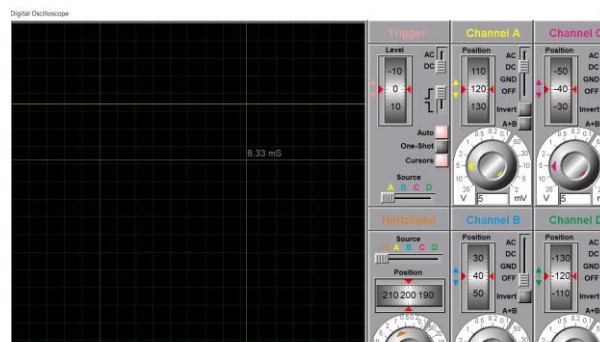 Digital Oscilloscope
8.33 mS
Trigger
Level
AC
DC
-10
0
10
Auto
One-Shot
Cursors
Source
A B C D
Channel A
Position
AC
DC
GND
OFF
110
120
130
Invert
A+B
V
5
mV
Channel C
Position
AC
DC
GND
OFF
-50
-40
-30
Invert
A+B
V
5
mV
Horizontal
Source
A B C D
Position
210 200 190
Channel B
Position
AC
DC
GND
OFF
30
40
50
Invert
A+B
Channel D
Position
AC
DC
GND
OFF
-130
-120
-110
Invert
A+B